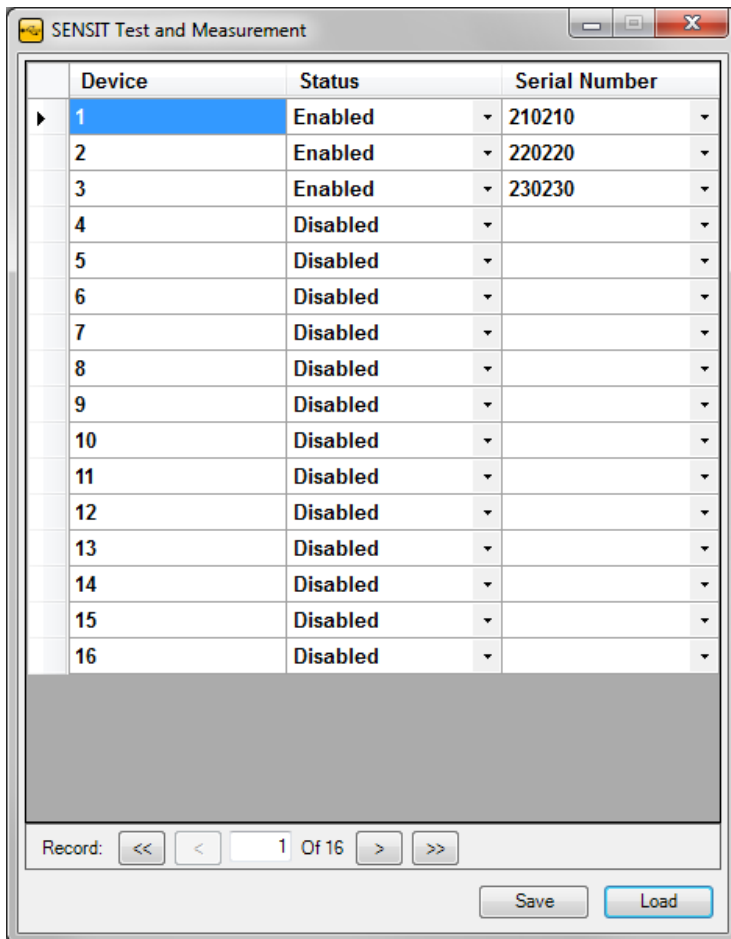 SENSIT Test and Measurement
Device Status Serial Number
1 Enabled 210210
2 Enabled 220220
3 Enabled 230230
4 Disabled
5 Disabled
6 Disabled
7 Disabled
8 Disabled
9 Disabled
10 Disabled
11 Disabled
12 Disabled
13 Disabled
14 Disabled
15 Disabled
16 Disabled
Record: << < 1 Of 16 > >>
Save Load